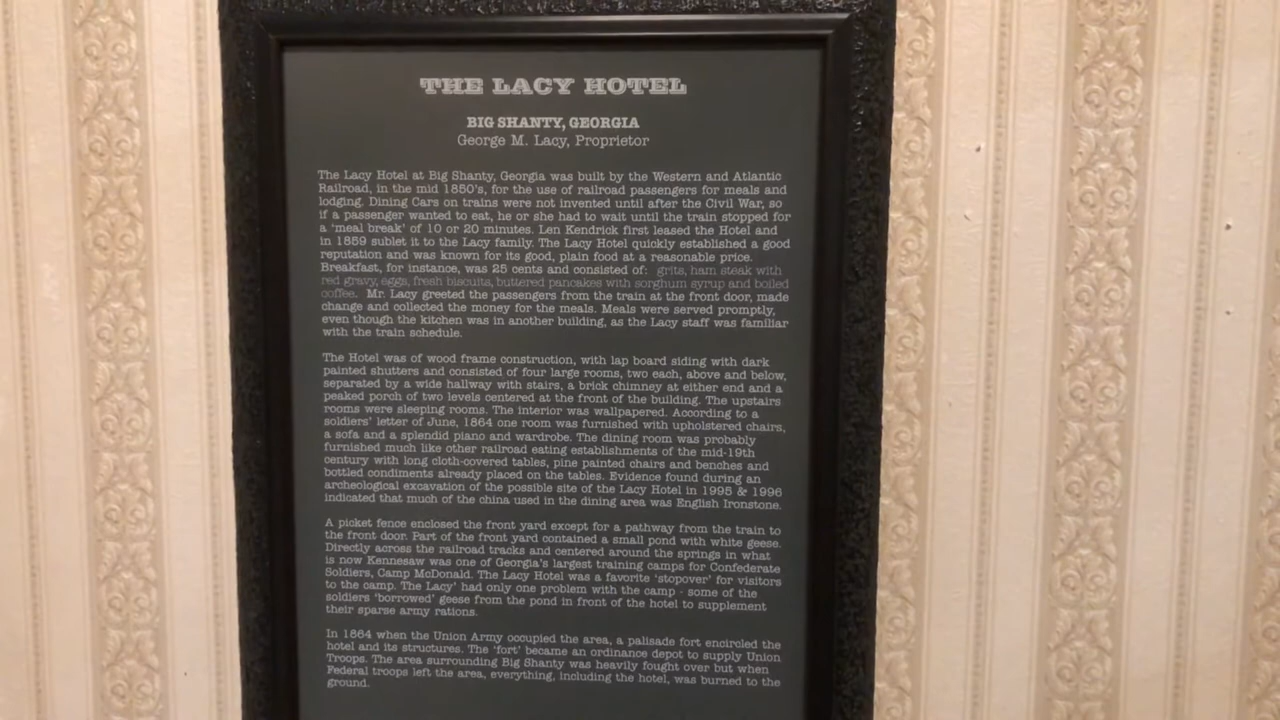 THE LACY HOTEL
BIG SHANTY, GEORGIA
George M. Lacy, Proprietor
The Lacy Hotel at Big Shanty, Georgia was built by the Western and Atlantic
Railroad, in the mid 1850's, for the use of railroad passengers for meals and
lodging. Dining Cars on trains were not invented until after the Civil War, so
if a passenger wanted to eat, he or she had to wait until the train stopped for
a 'meal break' of 10 or 20 minutes. Len Kendrick first leased the Hotel and
in 1859 sublet it to the Lacy family. The Lacy Hotel quickly established a good
reputation and was known for its good, plain food at a reasonable price.
Breakfast, for instance, was 25 cents and consisted of: grits, ham steak with
red gravy, eggs, fresh biscuits, buttered pancakes with sorghum syrup and boiled
coffee. Mr. Lacy greeted the passengers from the train at the front door, made
change and collected the money for the meals. Meals were served promptly,
even though the kitchen was in another building, as the Lacy staff was familiar
with the train schedule.
The Hotel was of wood frame construction, with lap board siding with dark
painted shutters and consisted of four large rooms, two each, above and below,
separated by a wide hallway with stairs, a brick chimney at either end and a
peaked porch of two levels centered at the front of the building. The upstairs
rooms were sleeping rooms. The interior was wallpapered. According to a
soldiers' letter of June, 1864 one room was furnished with upholstered chairs,
a sofa and a splendid piano and wardrobe. The dining room was probably
furnished much like other railroad eating establishments of the mid-19th
century with long cloth-covered tables, pine painted chairs and benches and
bottled condiments already placed on the tables. Evidence found during an
archeological excavation of the possible site of the Lacy Hotel in 1995 & 1996
indicated that much of the china used in the dining area was English Ironstone.
A picket fence enclosed the front yard except for a pathway from the train to
the front door. Part of the front yard contained a small pond with white geese.
Directly across the railroad tracks and centered around the springs in what
is now Kennesaw was one of Georgia's largest training camps for Confederate
Soldiers, Camp McDonald. The Lacy Hotel was a favorite 'stopover' for visitors
to the camp. The Lacy' had only one problem with the camp - some of the
soldiers 'borrowed' geese from the pond in front of the hotel to supplement
their sparse army rations.
In 1864 when the Union Army occupied the area, a palisade fort encircled the
hotel and its structures. The 'fort' became an ordinance depot to supply Union
Troops. The area surrounding Big Shanty was heavily fought over but when
Federal troops left the area, everything, including the hotel, was burned to the
ground.